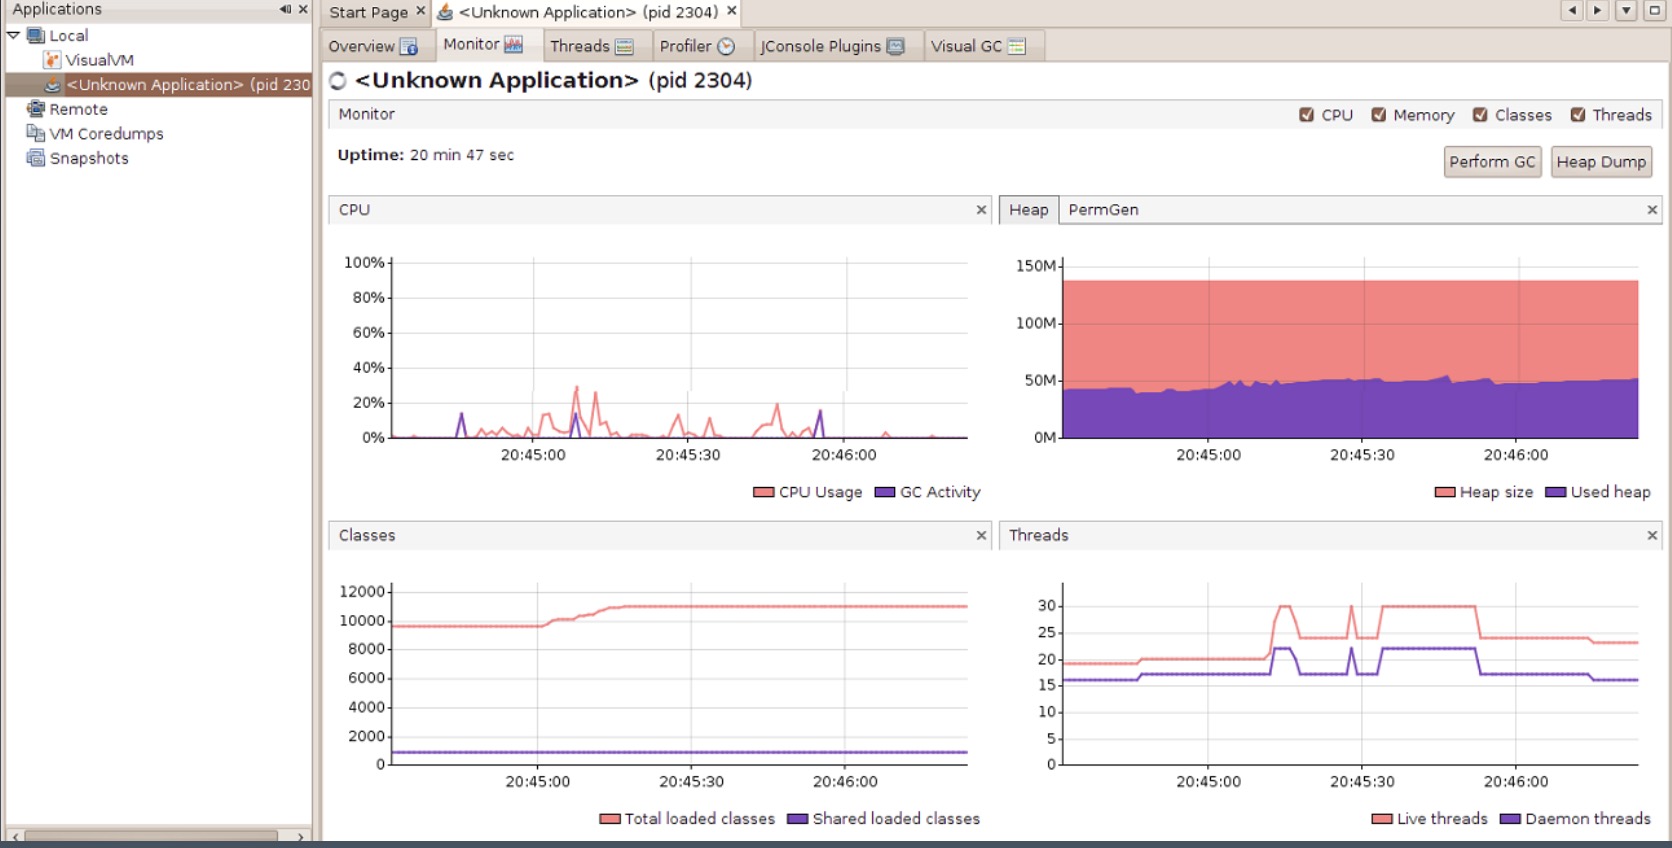 Applications
Local
VisualVM
<Unknown Application> (pid 230
Remote
VM Coredumps
Snapshots
Start Page <Unknown Application> (pid 2304)
Overview Monitor Threads Profiler JConsole Plugins Visual GC
<Unknown Application> (pid 2304)
Monitor CPU Memory Classes Threads
Uptime: 20 min 47 sec
Perform GC Heap Dump
CPU
100%
80%
60%
40%
20%
0%
20:45:00 20:45:30 20:46:00
CPU Usage GC Activity
Heap PermGen
150M
100M
50M
0M
20:45:00 20:45:30 20:46:00
Heap size Used heap
Classes
12000
10000
8000
6000
4000
2000
0
20:45:00 20:45:30 20:46:00
Total loaded classes Shared loaded classes
Threads
30
25
20
15
10
5
0
20:45:00 20:45:30 20:46:00
Live threads Daemon threads